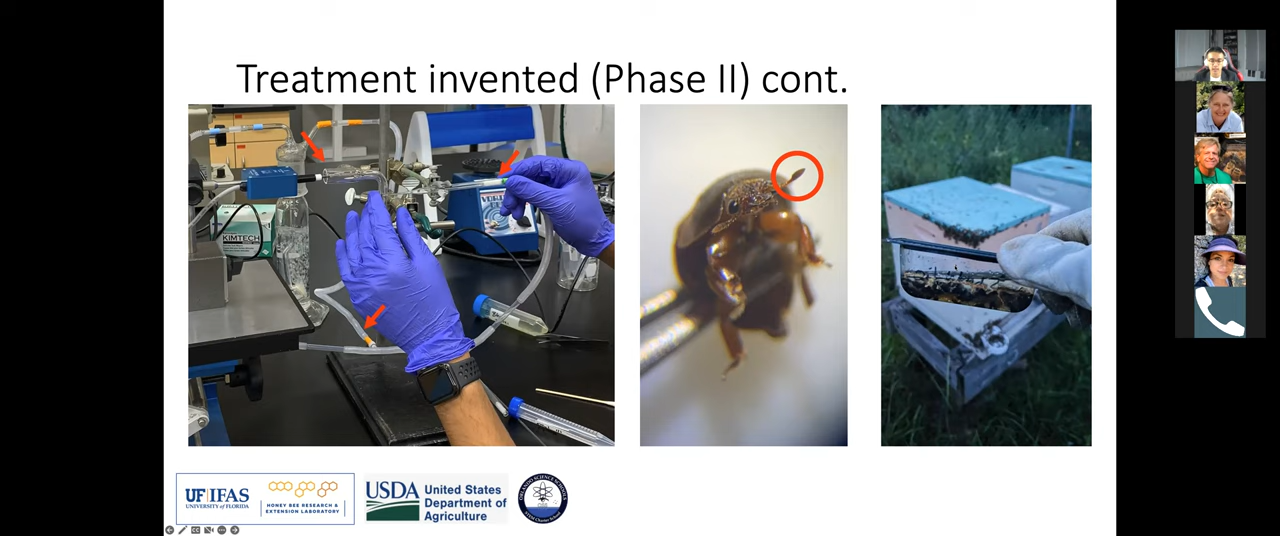 Treatment invented (Phase II) cont.
KIMTECH
UF|IFAS
UNIVERSITY of FLORIDA
HONEY BEE RESEARCH &
EXTENSION LABORATORY
USDA
United States
Department of
Agriculture